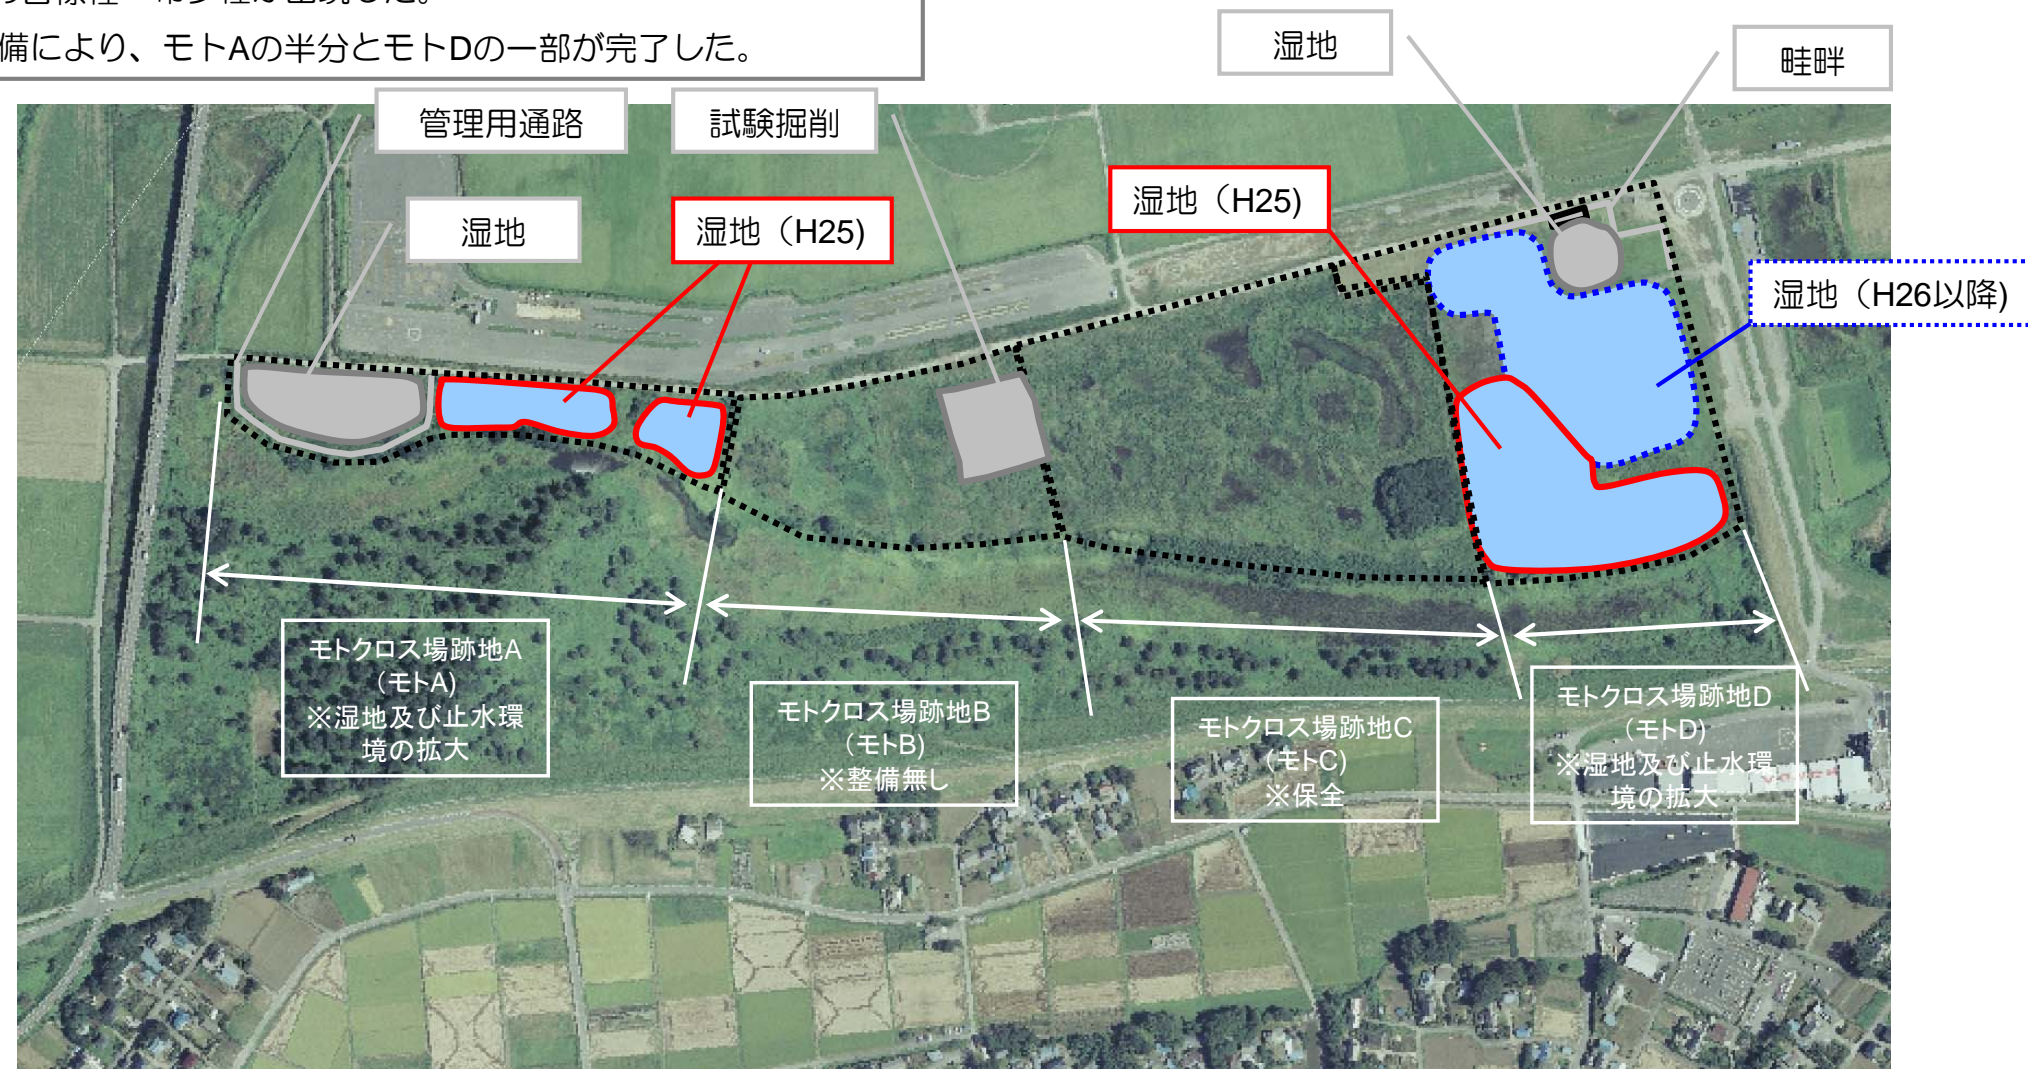 備により、モトAの半分とモトDの一部が完了した。
湿地
畦畔
管理用通路
試験掘削
湿地
湿地（H25)
湿地（H25)
湿地（H26以降)
モトクロス場跡地A
（モトA)
※湿地及び止水環
境の拡大
モトクロス場跡地B
（モトB)
※整備無し
モトクロス場跡地C
（モトC)
※保全
モトクロス場跡地D
（モトD)
※湿地及び止水環
境の拡大